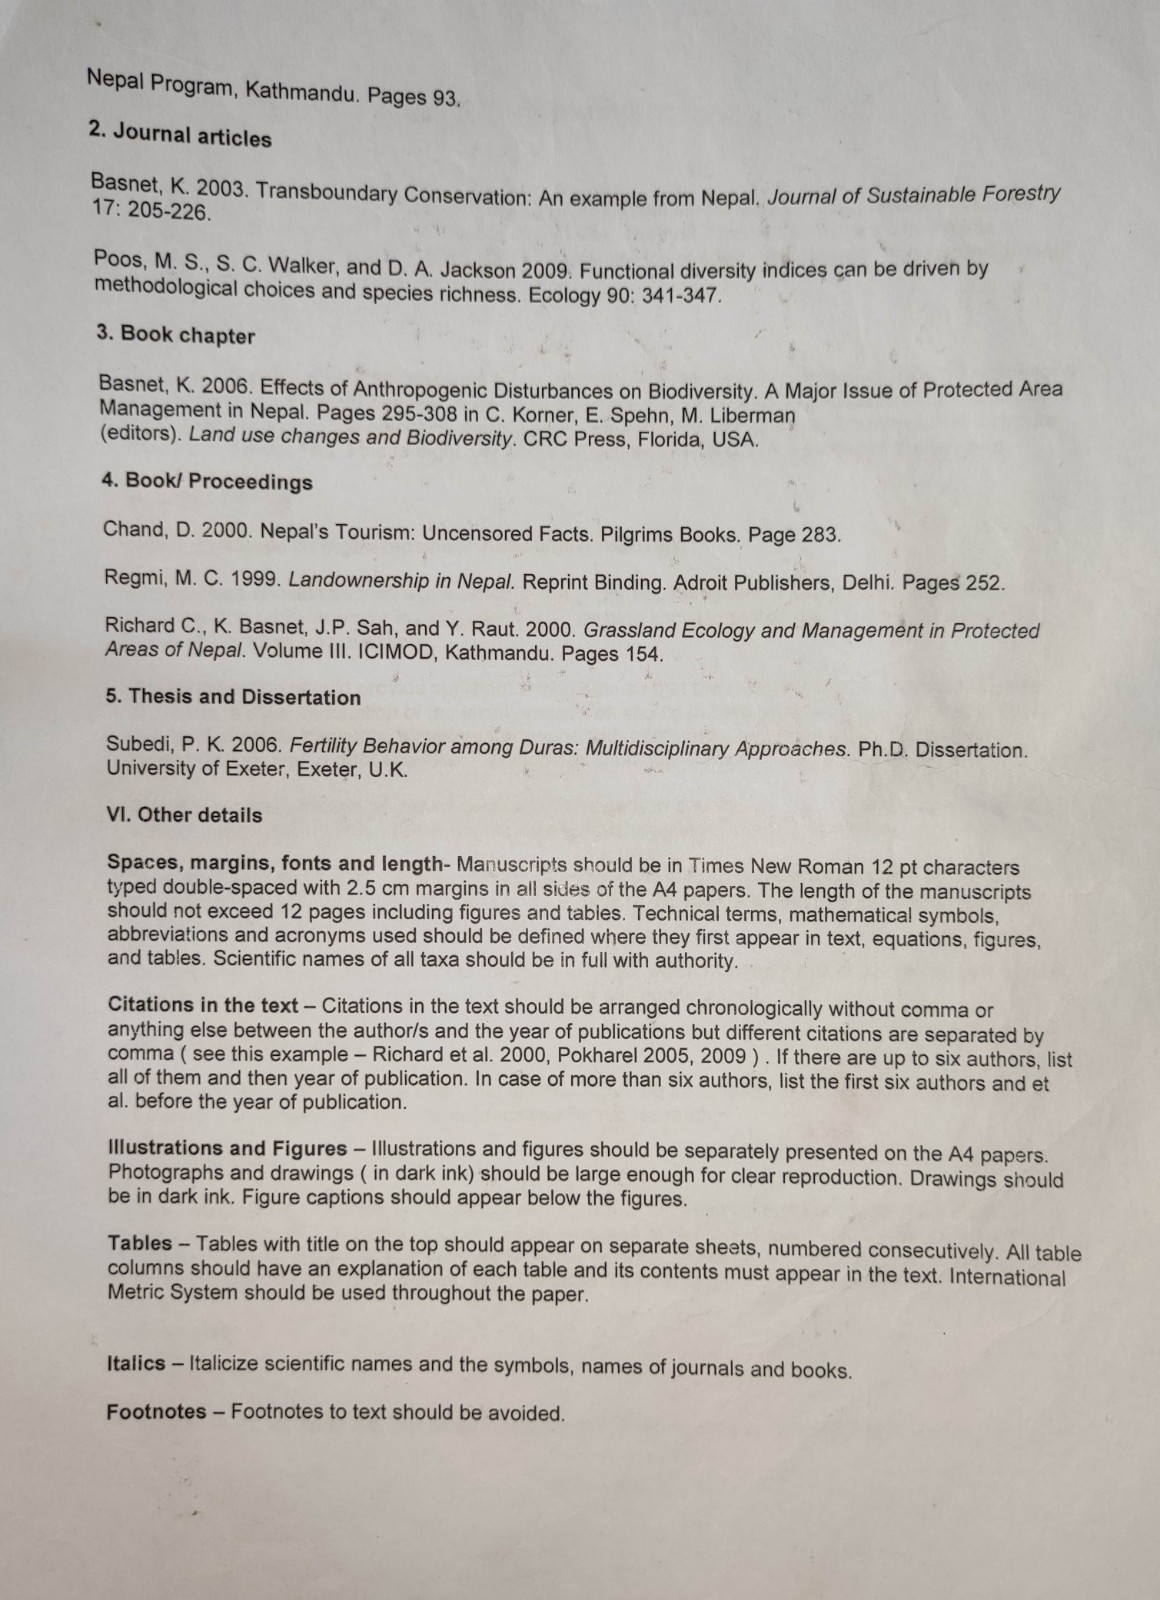 Nepal Program, Kathmandu. Pages 93.
2. Journal articles
Basnet, K. 2003. Transboundary Conservation: An example from Nepal. Journal of Sustainable Forestry
17: 205-226.
Poos, M. S., S. C. Walker, and D. A. Jackson 2009. Functional diversity indices can be driven by
methodological choices and species richness. Ecology 90: 341-347.
3. Book chapter
Basnet, K. 2006. Effects of Anthropogenic Disturbances on Biodiversity. A Major Issue of Protected Area
Management in Nepal. Pages 295-308 in C. Korner, E. Spehn, M. Liberman
(editors). Land use changes and Biodiversity. CRC Press, Florida, USA.
4. Book/ Proceedings
Chand, D. 2000. Nepal's Tourism: Uncensored Facts. Pilgrims Books. Page 283.
Regmi, M. C. 1999. Landownership in Nepal. Reprint Binding. Adroit Publishers, Delhi. Pages 252.
Richard C., K. Basnet, J.P. Sah, and Y. Raut. 2000. Grassland Ecology and Management in Protected
Areas of Nepal. Volume III. ICIMOD, Kathmandu. Pages 154.
5. Thesis and Dissertation
Subedi, P. K. 2006. Fertility Behavior among Duras: Multidisciplinary Approaches. Ph.D. Dissertation.
University of Exeter, Exeter, U.K.
VI. Other details
Spaces, margins, fonts and length- Manuscripts should be in Times New Roman 12 pt characters
typed double-spaced with 2.5 cm margins in all sides of the A4 papers. The length of the manuscripts
should not exceed 12 pages including figures and tables. Technical terms, mathematical symbols,
abbreviations and acronyms used should be defined where they first appear in text, equations, figures,
and tables. Scientific names of all taxa should be in full with authority.
Citations in the text – Citations in the text should be arranged chronologically without comma or
anything else between the author/s and the year of publications but different citations are separated by
comma ( see this example – Richard et al. 2000, Pokharel 2005, 2009 ) . If there are up to six authors, list
all of them and then year of publication. In case of more than six authors, list the first six authors and et
al. before the year of publication.
Illustrations and Figures – Illustrations and figures should be separately presented on the A4 papers.
Photographs and drawings ( in dark ink) should be large enough for clear reproduction. Drawings should
be in dark ink. Figure captions should appear below the figures.
Tables – Tables with title on the top should appear on separate sheets, numbered consecutively. All table
columns should have an explanation of each table and its contents must appear in the text. International
Metric System should be used throughout the paper.
Italics – Italicize scientific names and the symbols, names of journals and books.
Footnotes – Footnotes to text should be avoided.